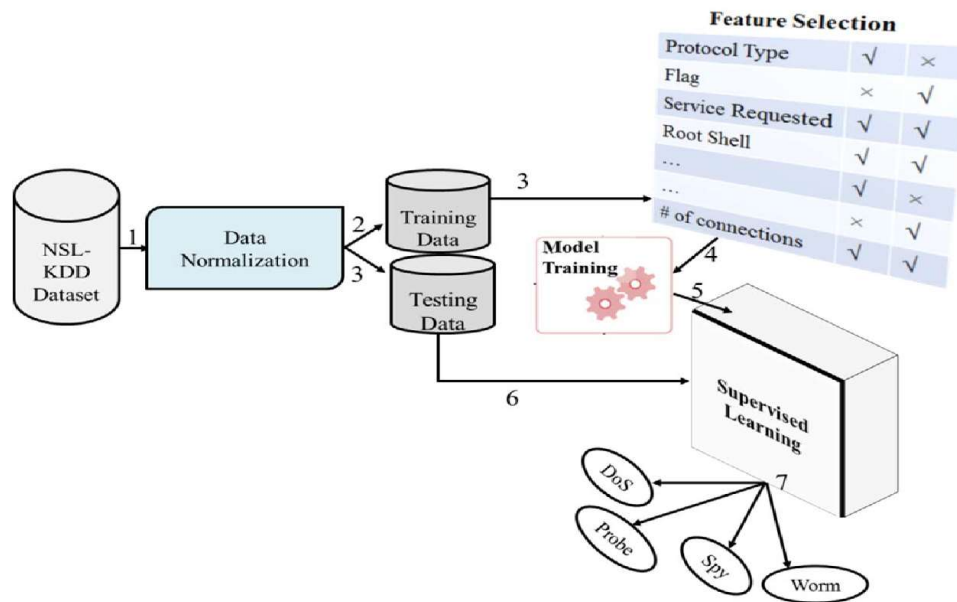 Feature Selection
Protocol Type √ ×
Flag × √
Service Requested √ √
Root Shell √ √
... √ ×
... × √
# of connections √ √
NSL-
KDD
Dataset
1
Data
Normalization
2
3
Training
Data
3
Testing
Data
Model
Training
4
5
6
Supervised
Learning
7
DoS
Probe
Spy
Worm